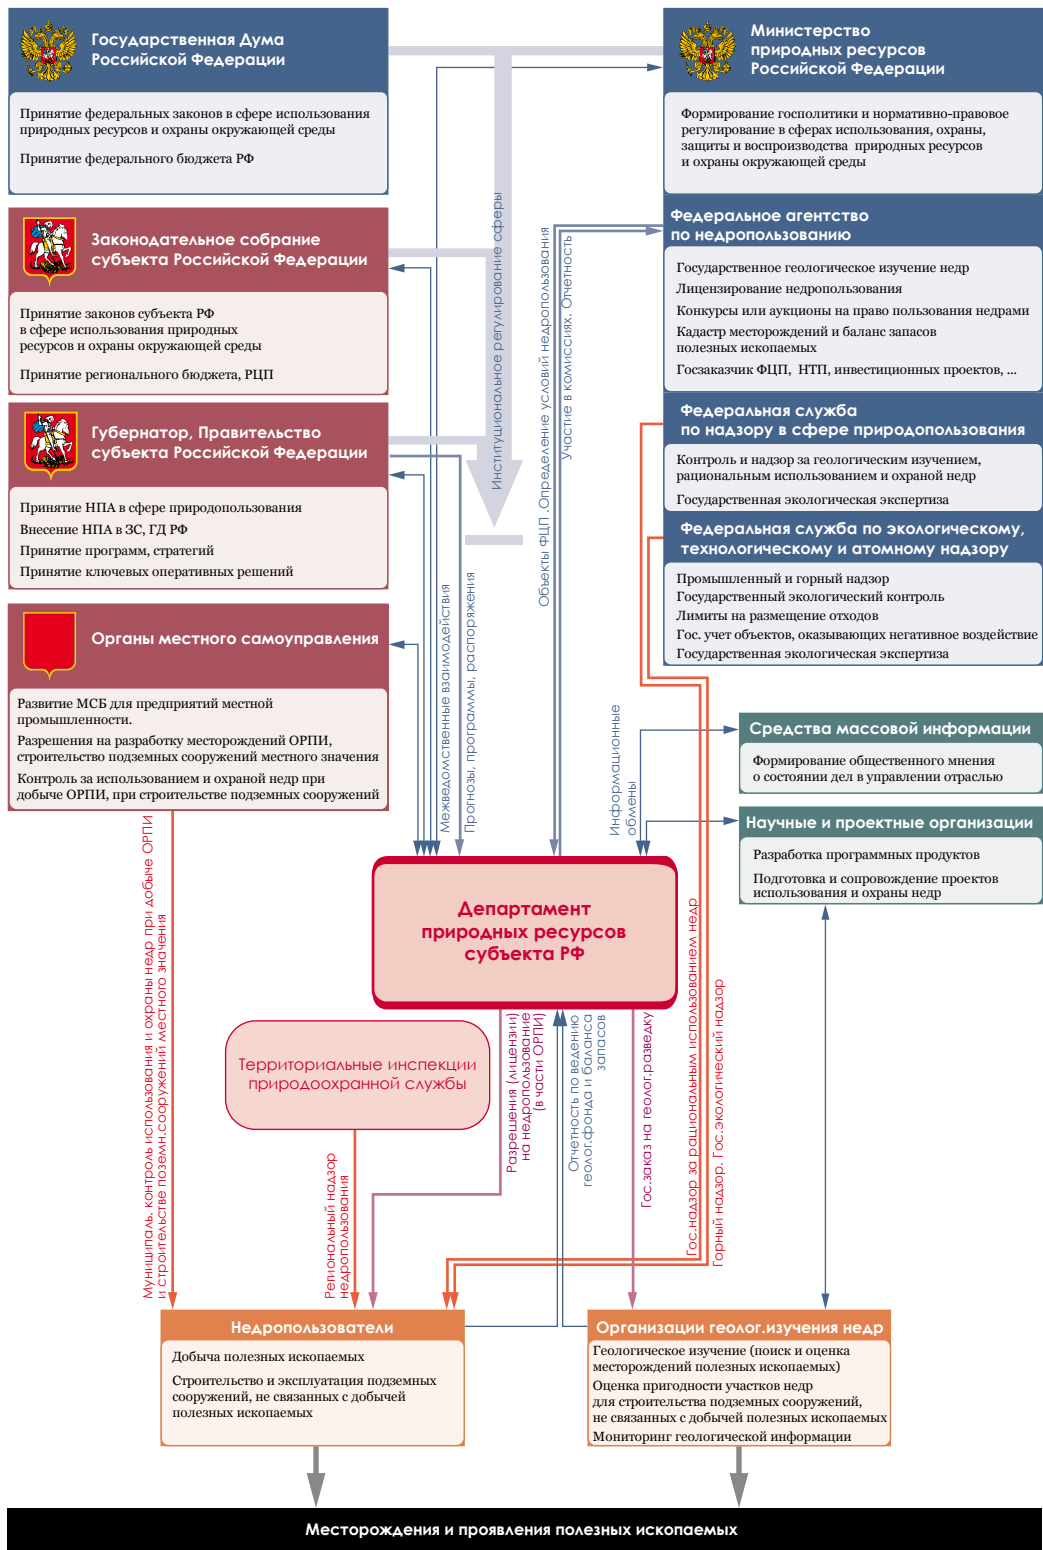 Государственная Дума
Российской Федерации
Принятие федеральных законов в сфере использования
природных ресурсов и охраны окружающей среды
Принятие федерального бюджета РФ
Министерство
природных ресурсов
Российской Федерации
Формирование госполитики и нормативно-правовое
регулирование в сферах использования, охраны,
защиты и воспроизводства природных ресурсов
и охраны окружающей среды
Законодательное собрание
субъекта Российской Федерации
Принятие законов субъекта РФ
в сфере использования природных
ресурсов и охраны окружающей среды
Принятие регионального бюджета, РЦП
Федеральное агентство
по недропользованию
Государственное геологическое изучение недр
Лицензирование недропользования
Конкурсы или аукционы на право пользования недрами
Кадастр месторождений и баланс запасов
полезных ископаемых
Госзаказчик ФЦП, НТП, инвестиционных проектов, ...
Губернатор, Правительство
субъекта Российской Федерации
Принятие НПА в сфере природопользования
Внесение НПА в ЗС, ГД РФ
Принятие программ, стратегий
Принятие ключевых оперативных решений
Федеральная служба
по надзору в сфере природопользования
Контроль и надзор за геологическим изучением,
рациональным использованием и охраной недр
Государственная экологическая экспертиза
Федеральная служба по экологическому,
технологическому и атомному надзору
Промышленный и горный надзор
Государственный экологический контроль
Лимиты на размещение отходов
Гос. учет объектов, оказывающих негативное воздействие
Государственная экологическая экспертиза
Органы местного самоуправления
Развитие МСБ для предприятий местной
промышленности.
Разрешения на разработку месторождений ОРПИ,
строительство подземных сооружений местного значения
Контроль за использованием и охраной недр при
добыче ОРПИ, при строительстве подземных сооружений
Институциональное регулирование сферы
Объекты ФЦП .Определение условий недропользования
Участие в комиссиях. Отчетность
Межведомственные взаимодействия
Прогнозы, программы, распоряжения
Информационные
обмены
Средства массовой информации
Формирование общественного мнения
о состоянии дел в управлении отраслью
Научные и проектные организации
Разработка программных продуктов
Подготовка и сопровождение проектов
использования и охраны недр
Департамент
природных ресурсов
субъекта РФ
Территориальные инспекции
природоохранной службы
Муниципаль. контроль использования и охраны недр при добыче ОРПИ
и строительстве поземн.сооружений местного значения
Региональный надзор
недропользования
Разрешения (лицензии)
на недропользование
(в части ОРПИ)
Отчетность по ведению
геолог.фонда и баланса
запасов
Гос.заказ на геолог.разведку
Гос.надзор за рациональным использованием недр
Горный надзор. Гос.экологический надзор
Недропользователи
Добыча полезных ископаемых
Строительство и эксплуатация подземных
сооружений, не связанных с добычей
полезных ископаемых
Организации геолог.изучения недр
Геологическое изучение (поиск и оценка
месторождений полезных ископаемых)
Оценка пригодности участков недр
для строительства подземных сооружений,
не связанных с добычей полезных ископаемых
Мониторинг геологической информации
Месторождения и проявления полезных ископаемых